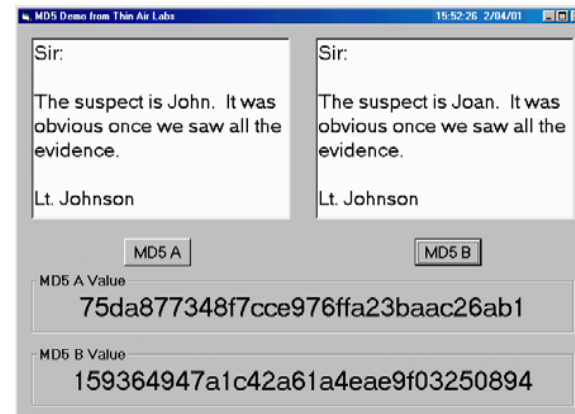 MD5 Demo from Thin Air Labs 15:52:26 2/04/01
Sir:
The suspect is John. It was
obvious once we saw all the
evidence.
Lt. Johnson
Sir:
The suspect is Joan. It was
obvious once we saw all the
evidence.
Lt. Johnson
MD5 A
MD5 B
MD5 A Value
75da877348f7cce976ffa23baac26ab1
MD5 B Value
159364947a1c42a61a4eae9f03250894